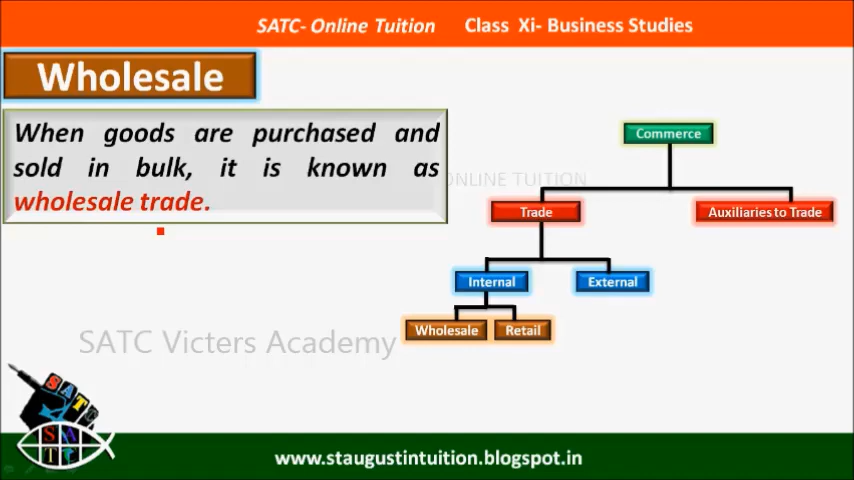 SATC- Online Tuition Class Xi- Business Studies
Wholesale
When goods are purchased and
sold in bulk, it is known as
wholesale trade.
ONLINE TUITION
Commerce
Trade
Auxiliaries to Trade
Internal
External
Wholesale
Retail
SATC Victers Academy
SATC
S A
T C
www.staugustintuition.blogspot.in